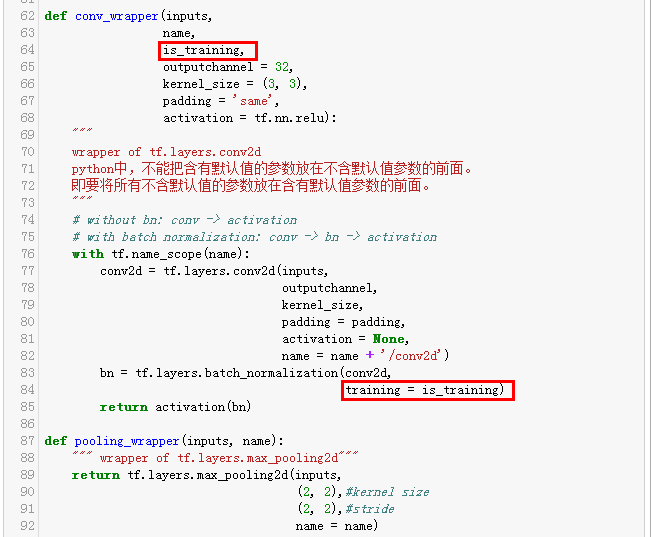 62 def conv_wrapper(inputs,
63 name,
64 is_training,
65 outputchannel = 32,
66 kernel_size = (3, 3),
67 padding = 'same',
68 activation = tf.nn.relu):
69 """
70 wrapper of tf.layers.conv2d
71 python中，不能把含有默认值的参数放在不含默认值参数的前面。
72 即要将所有不含默认值的参数放在含有默认值参数的前面。
73 """
74 # without bn: conv -> activation
75 # with batch normalization: conv -> bn -> activation
76 with tf.name_scope(name):
77 conv2d = tf.layers.conv2d(inputs,
78 outputchannel,
79 kernel_size,
80 padding = padding,
81 activation = None,
82 name = name + '/conv2d')
83 bn = tf.layers.batch_normalization(conv2d,
84 training = is_training)
85 return activation(bn)
86
87 def pooling_wrapper(inputs, name):
88 """ wrapper of tf.layers.max_pooling2d"""
89 return tf.layers.max_pooling2d(inputs,
90 (2, 2),#kernel size
91 (2, 2),#stride
92 name = name)